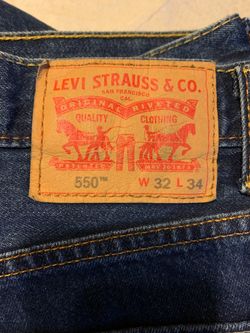 LEVI STRAUSS & CO.
SAN FRANCISCO
CAL.
ORIGINAL RIVETED
QUALITY CLOTHING
550™ W 32 L 34